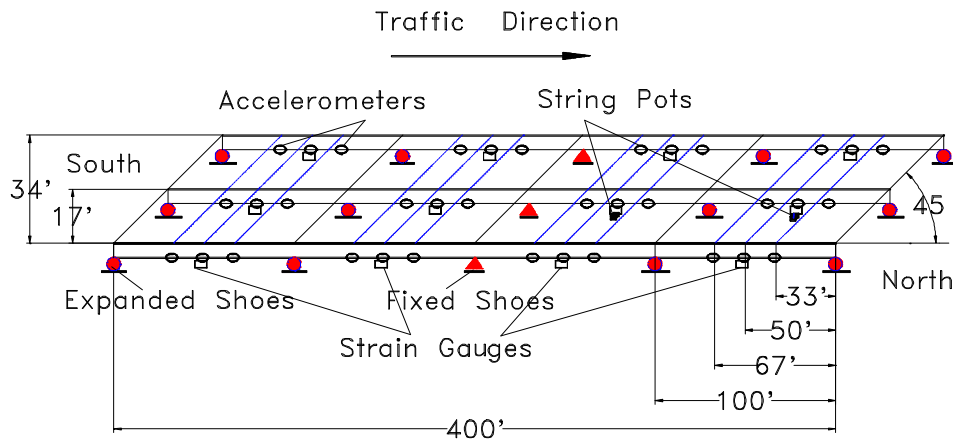 Traffic Direction
Accelerometers
String Pots
South
34'
17'
45
North
Expanded Shoes
Fixed Shoes
33'
Strain Gauges
50'
67'
100'
400'